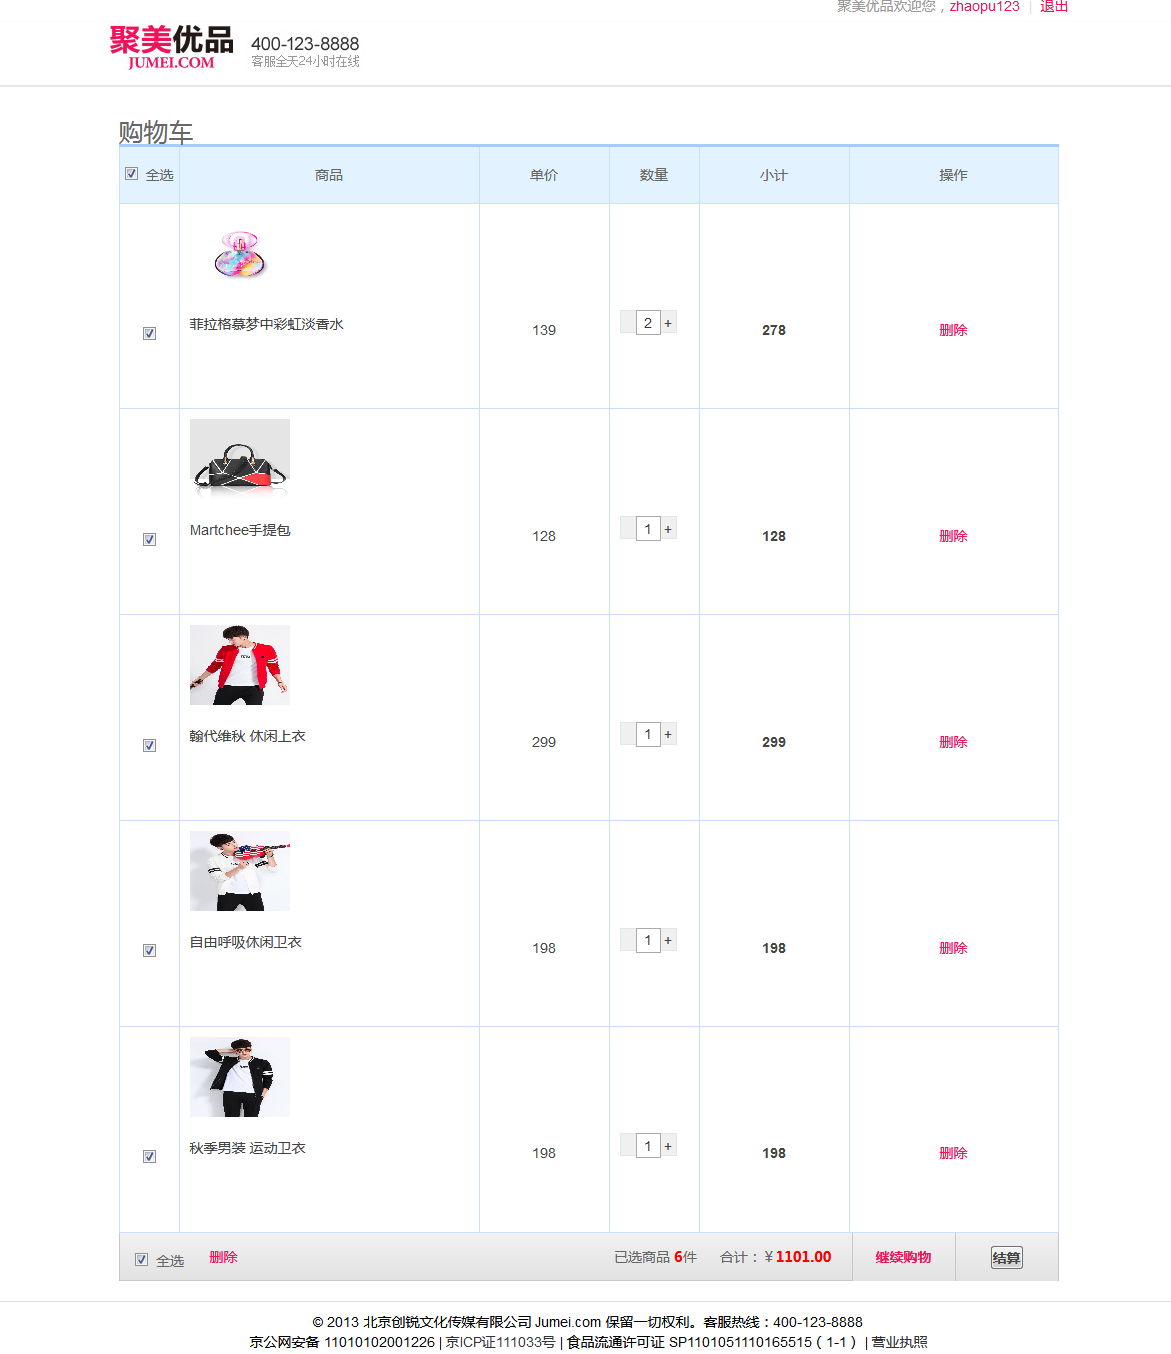 聚美优品欢迎您，zhaopu123 | 退出
聚美优品 400-123-8888
JUMEI.COM 客服全天24小时在线
购物车
全选 商品 单价 数量 小计 操作
菲拉格慕梦中彩虹淡香水 139 2 + 278 删除
Martchee手提包 128 1 + 128 删除
翰代维秋 休闲上衣 299 1 + 299 删除
自由呼吸休闲卫衣 198 1 + 198 删除
秋季男装 运动卫衣 198 1 + 198 删除
全选 删除 已选商品 6件 合计：￥1101.00 继续购物 结算
© 2013 北京创锐文化传媒有限公司 Jumei.com 保留一切权利。客服热线：400-123-8888
京公网安备 11010102001226 | 京ICP证111033号 | 食品流通许可证 SP1101051110165515（1-1） | 营业执照